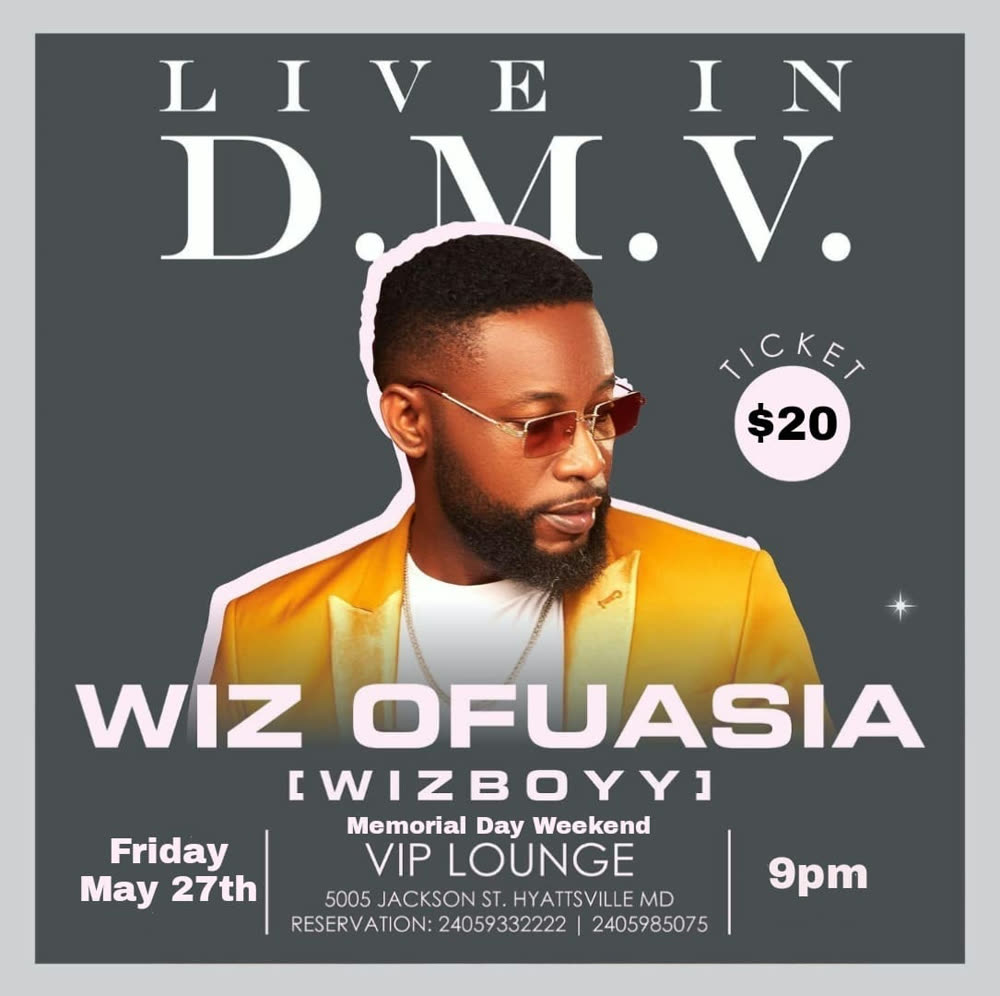 LIVE IN
D.M.V.
TICKET
$20
WIZ OFUASIA
[WIZBOYY]
Memorial Day Weekend
VIP LOUNGE
5005 JACKSON ST. HYATTSVILLE MD
RESERVATION: 24059332222 | 2405985075
Friday
May 27th
9pm